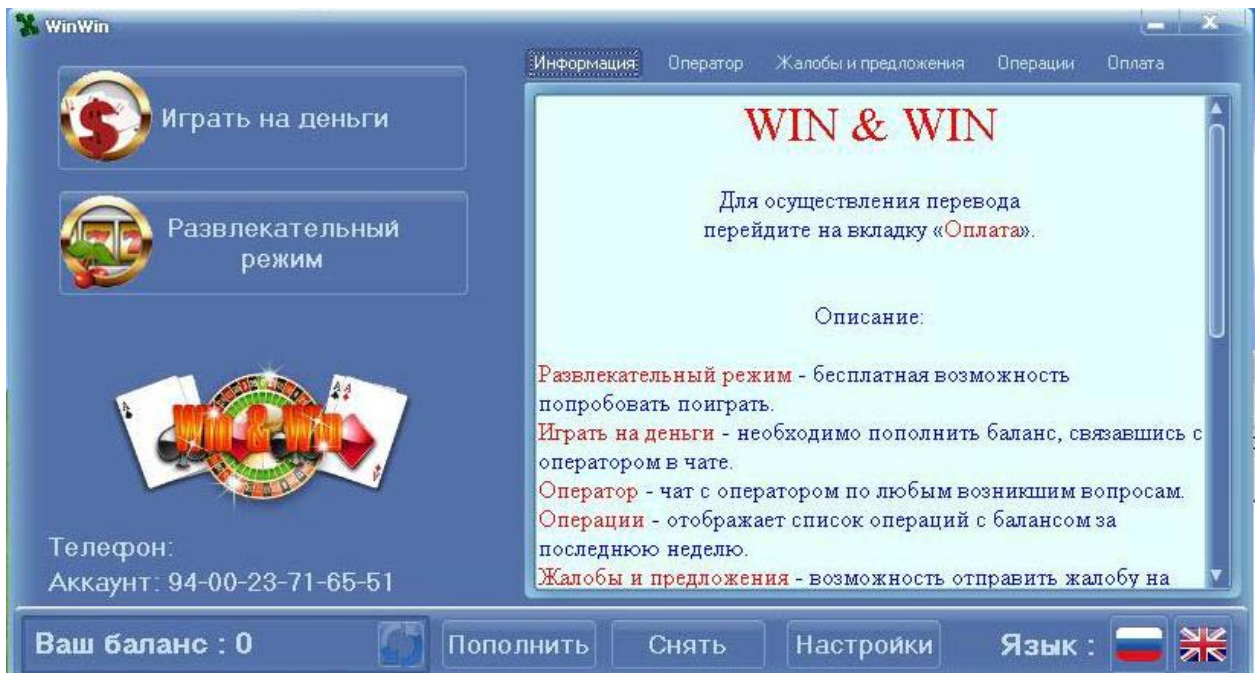 WinWin
Информация Оператор Жалобы и предложения Операции Оплата
Играть на деньги
Развлекательный
режим
Win & Win
Телефон:
Аккаунт: 94-00-23-71-65-51
WIN & WIN
Для осуществления перевода
перейдите на вкладку «Оплата».
Описание:
Развлекательный режим - бесплатная возможность
попробовать поиграть.
Играть на деньги - необходимо пополнить баланс, связавшись с
оператором в чате.
Оператор - чат с оператором по любым возникшим вопросам.
Операции - отображает список операций с балансом за
последнюю неделю.
Жалобы и предложения - возможность отправить жалобу на
Ваш баланс : 0 Пополнить Снять Настройки Язык :